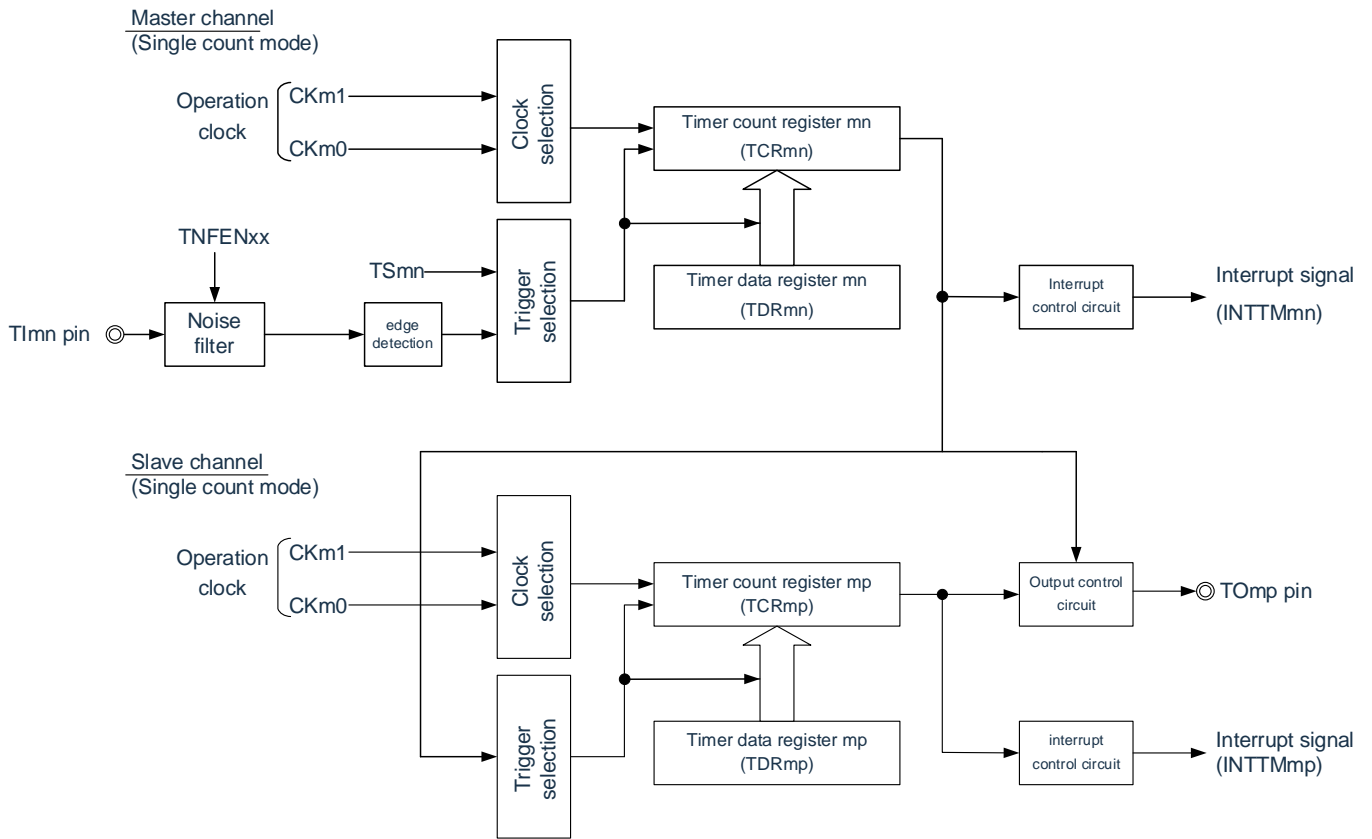 Master channel
(Single count mode)
Operation
clock
CKm1
CKm0
Clock
selection
Timer count register mn
(TCRmn)
TNFENxx
TSmn
Trigger
selection
TImn pin
Noise
filter
edge
detection
Timer data register mn
(TDRmn)
Interrupt
control circuit
Interrupt signal
(INTTMmn)
Slave channel
(Single count mode)
Operation
clock
CKm1
CKm0
Clock
selection
Timer count register mp
(TCRmp)
Output control
circuit
TOmp pin
Trigger
selection
Timer data register mp
(TDRmp)
interrupt
control circuit
Interrupt signal
(INTTMmp)